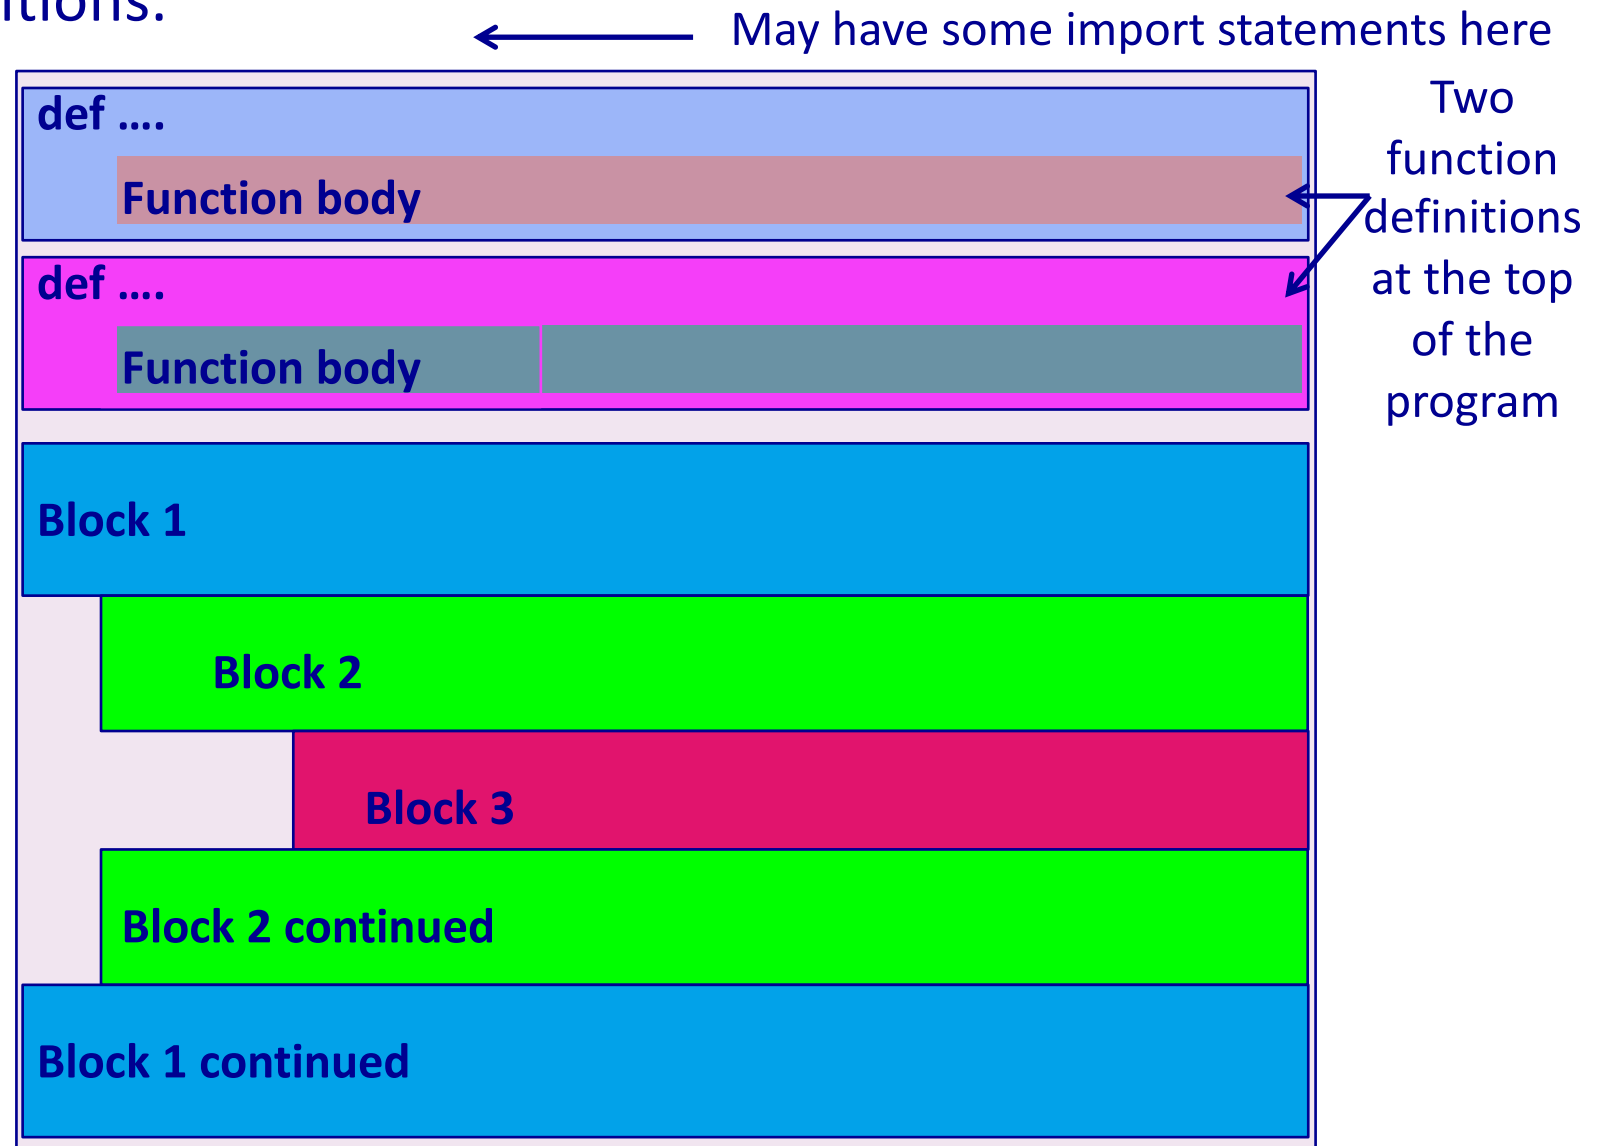 May have some import statements here
def ….
Function body
Two
function
definitions
at the top
of the
program
def ….
Function body
Block 1
Block 2
Block 3
Block 2 continued
Block 1 continued